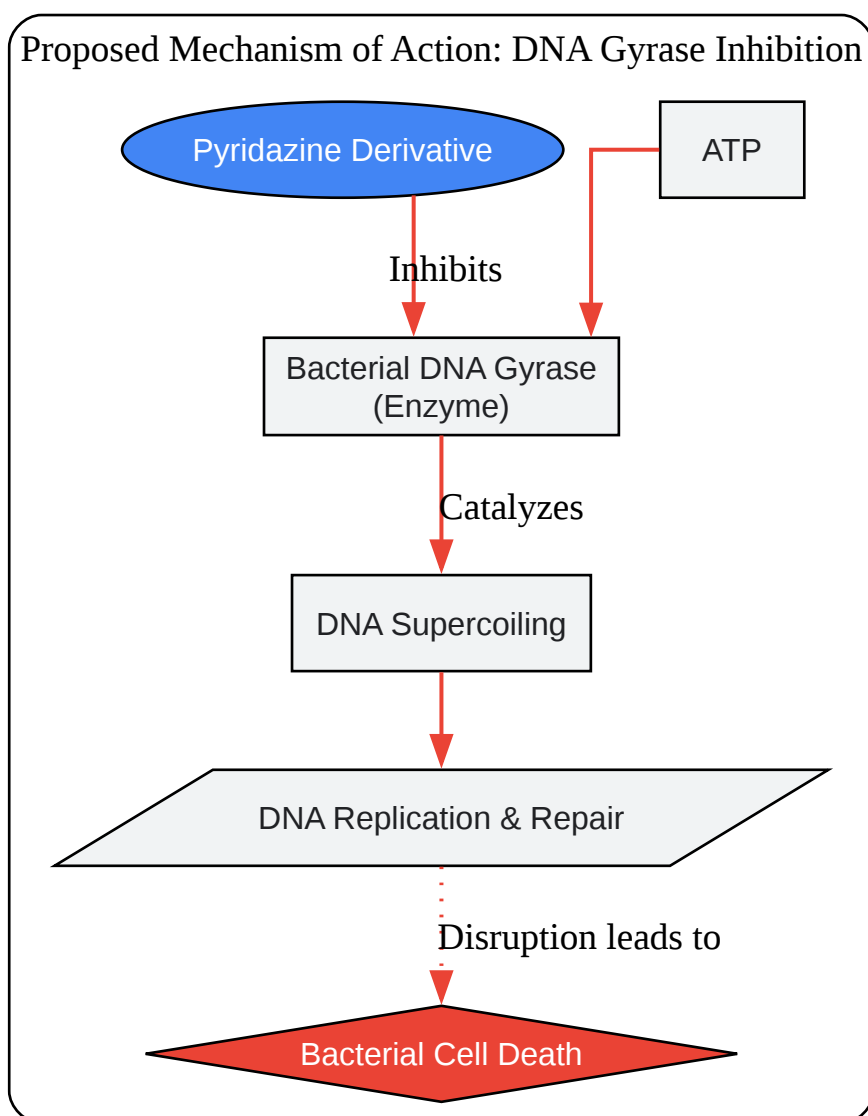 Proposed Mechanism of Action: DNA Gyrase Inhibition
Pyridazine Derivative
ATP
Inhibits
Bacterial DNA Gyrase
(Enzyme)
Catalyzes
DNA Supercoiling
DNA Replication & Repair
Disruption leads to
Bacterial Cell Death